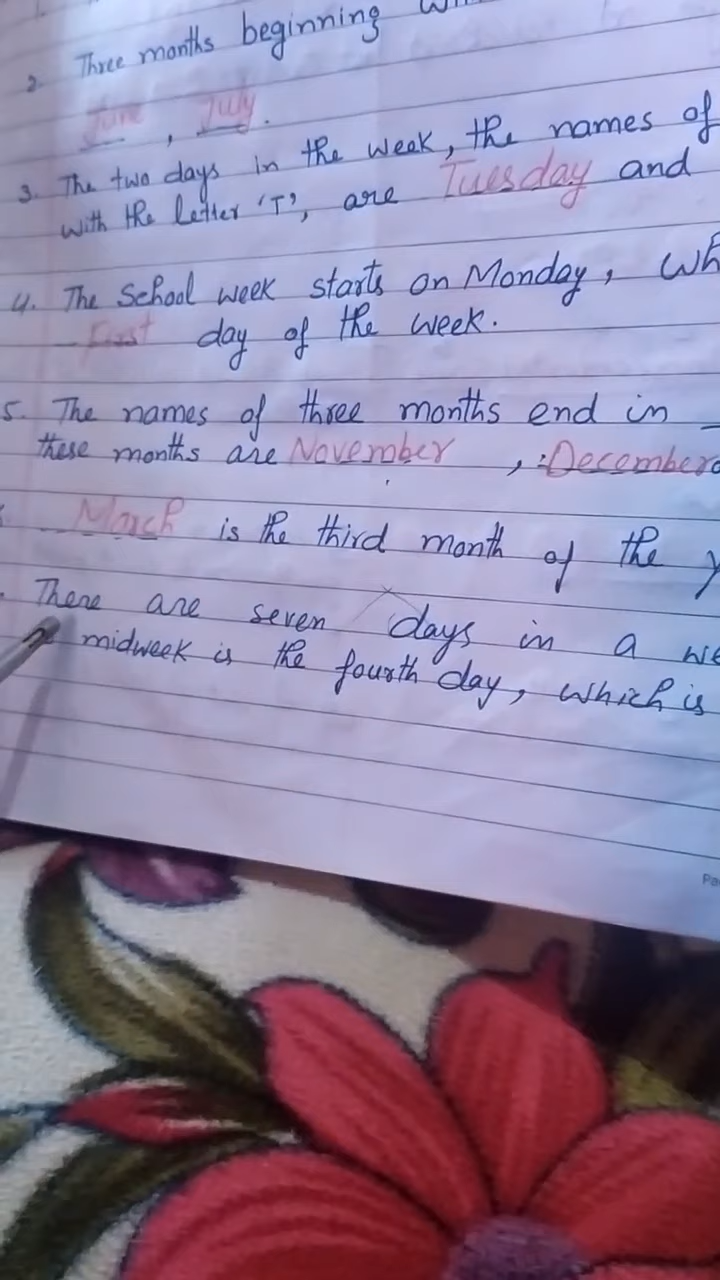 2. Three months beginning
June, July.
3. The two days in the week, the names of
with the letter 'T', are Tuesday and
4. The School week starts on Monday, Wh
First day of the week.
5. The names of three months end in
these months are November, December
March is the third month of the y
There are seven days in a we
midweek is the fourth day, which is